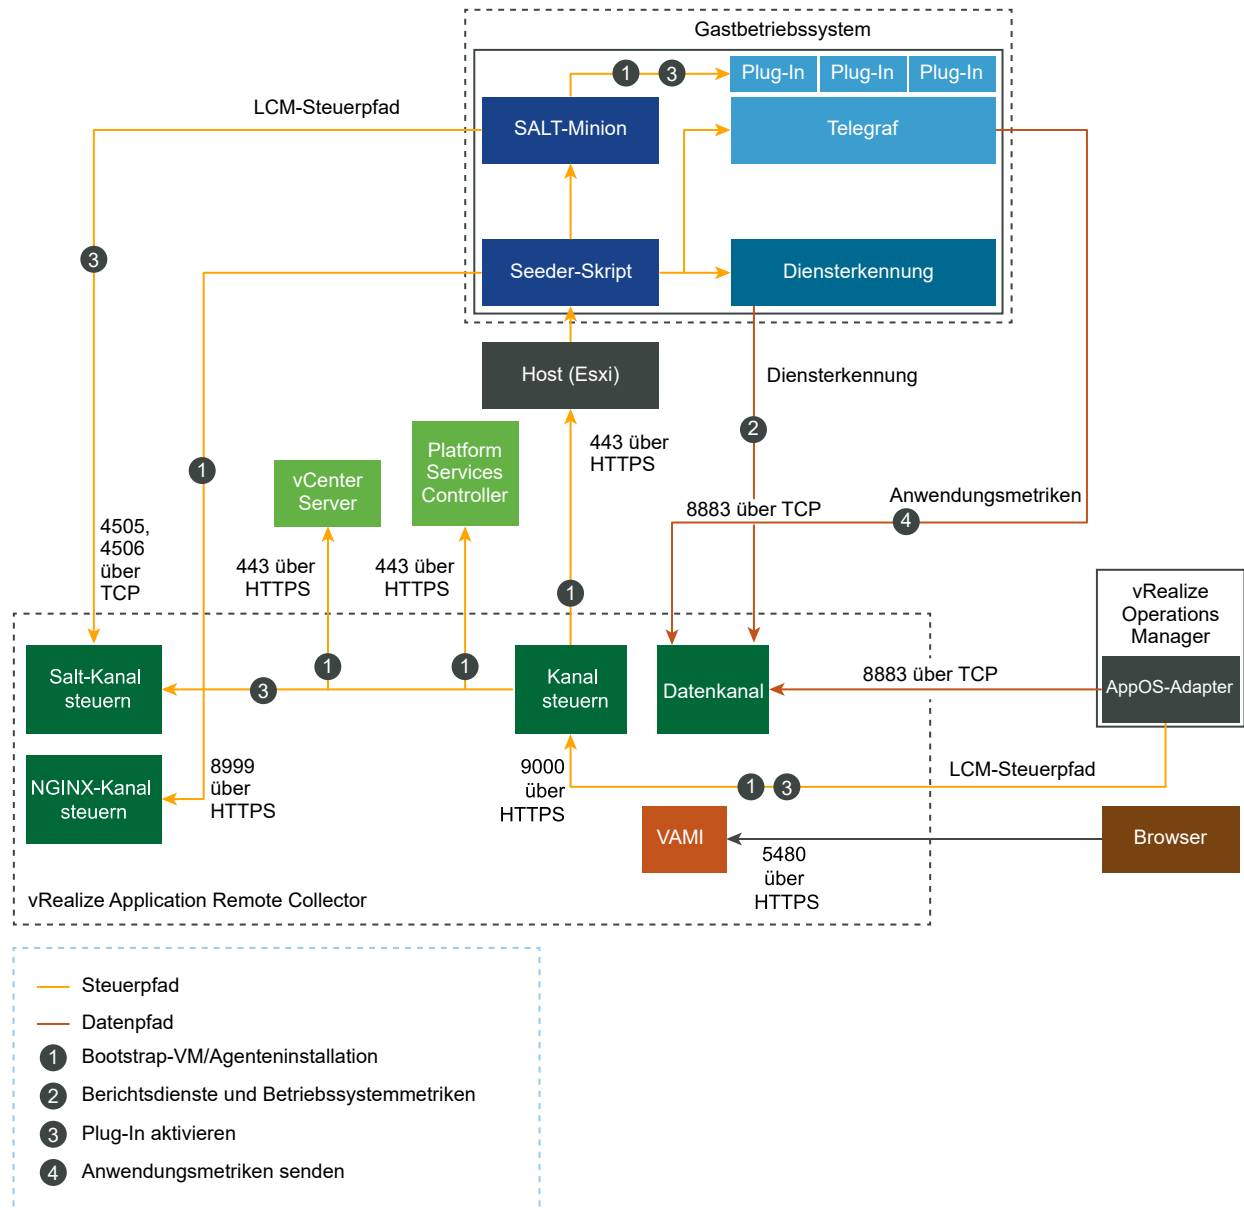 Gastbetriebssystem
1
3
Plug-In
Plug-In
Plug-In
LCM-Steuerpfad
SALT-Minion
Telegraf
3
Seeder-Skript
Diensterkennung
Host (Esxi)
Diensterkennung
2
443 über
HTTPS
Platform
Services
Controller
1
vCenter
Server
Anwendungsmetriken
8883 über TCP
4
4505,
4506
über
TCP
443 über
HTTPS
443 über
HTTPS
1
vRealize
Operations
Manager
Salt-Kanal
steuern
3
1
1
Kanal
steuern
Datenkanal
8883 über TCP
AppOS-Adapter
NGINX-Kanal
steuern
8999
über
HTTPS
9000
über
HTTPS
1
3
LCM-Steuerpfad
VAMI
5480
über
HTTPS
Browser
vRealize Application Remote Collector
Steuerpfad
Datenpfad
1 Bootstrap-VM/Agenteninstallation
2 Berichtsdienste und Betriebssystemmetriken
3 Plug-In aktivieren
4 Anwendungsmetriken senden